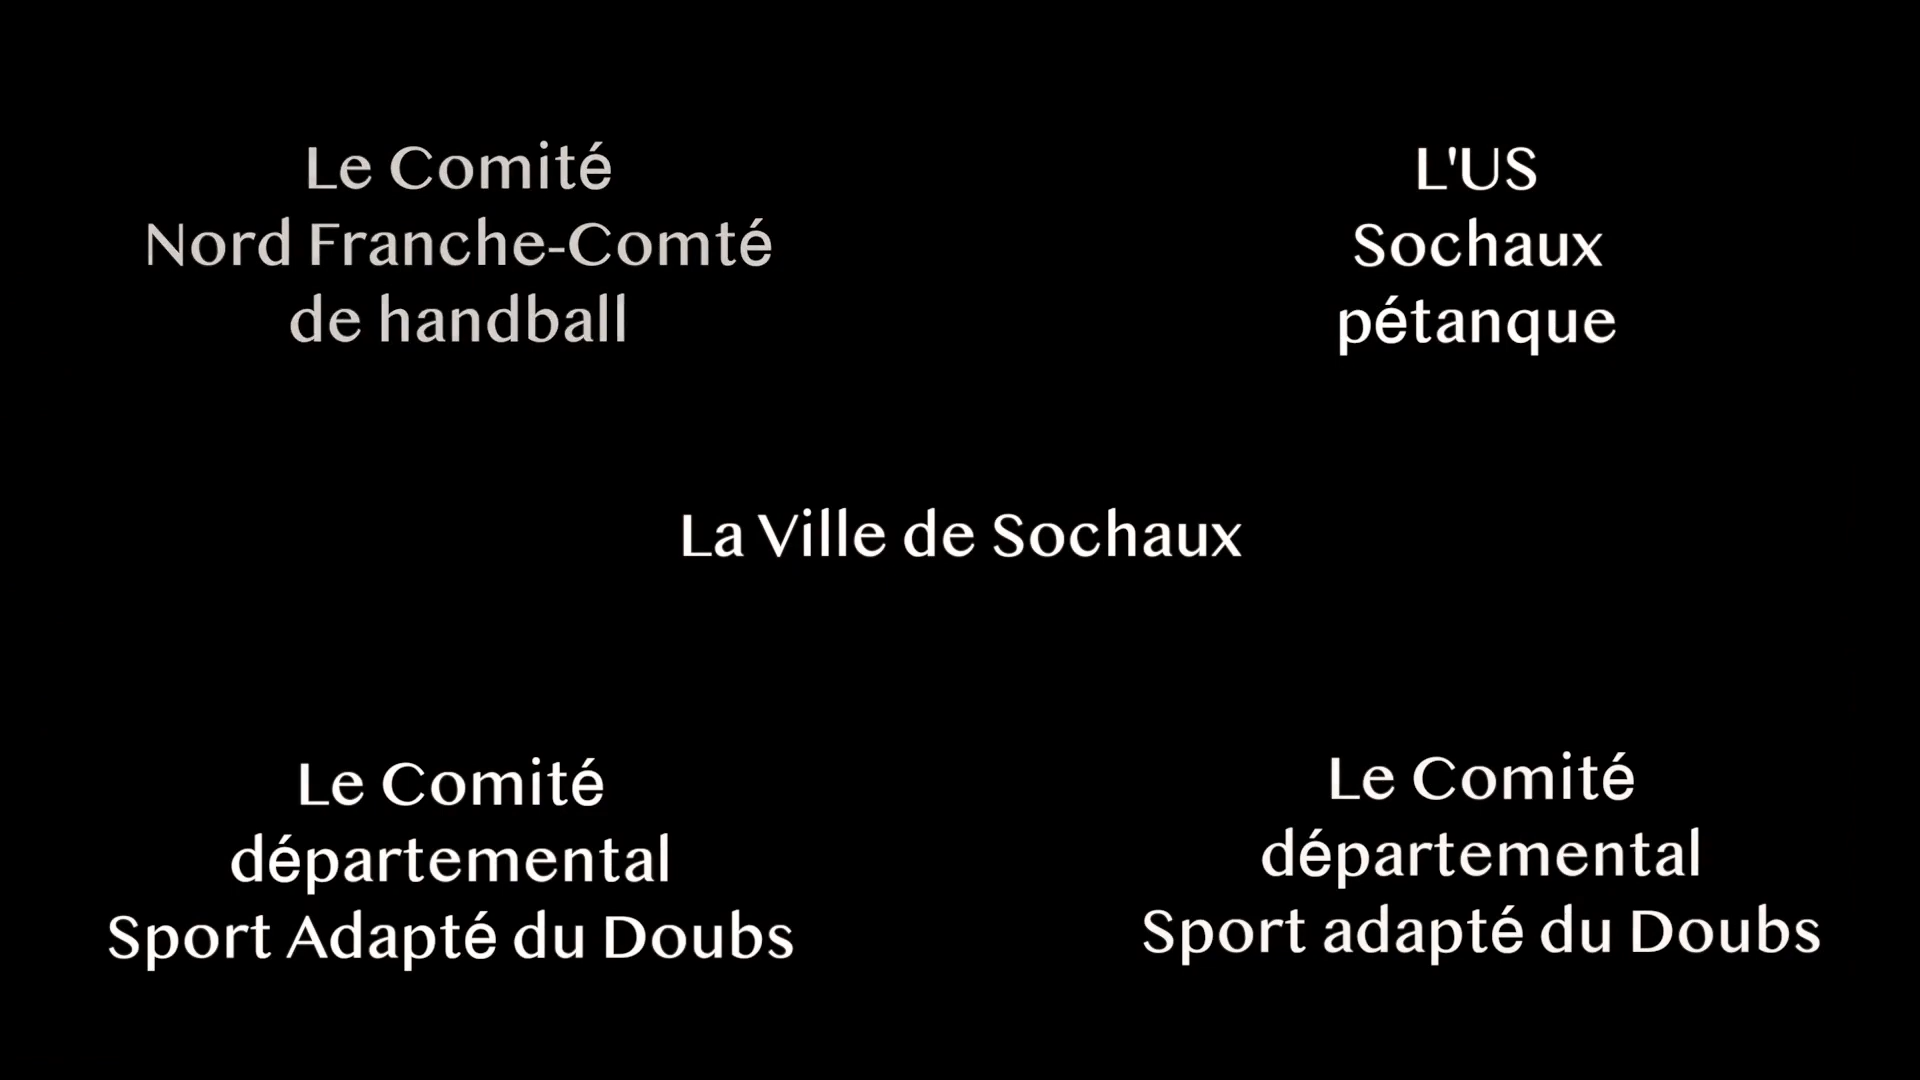 Le Comité
Nord Franche-Comté
de handball
L'US
Sochaux
pétanque
La Ville de Sochaux
Le Comité
départemental
Sport Adapté du Doubs
Le Comité
départemental
Sport adapté du Doubs